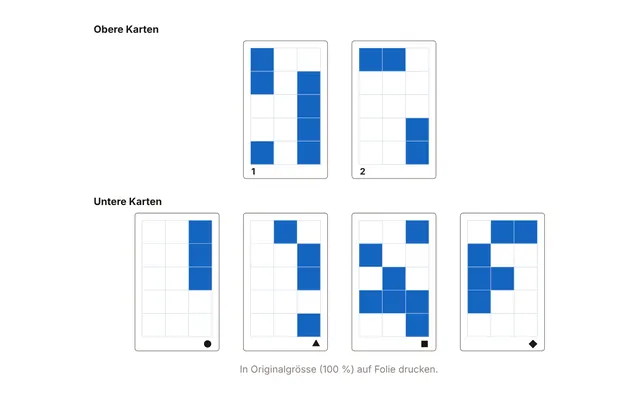 Obere Karten
1
2
Untere Karten
In Originalgrösse (100 %) auf Folie drucken.